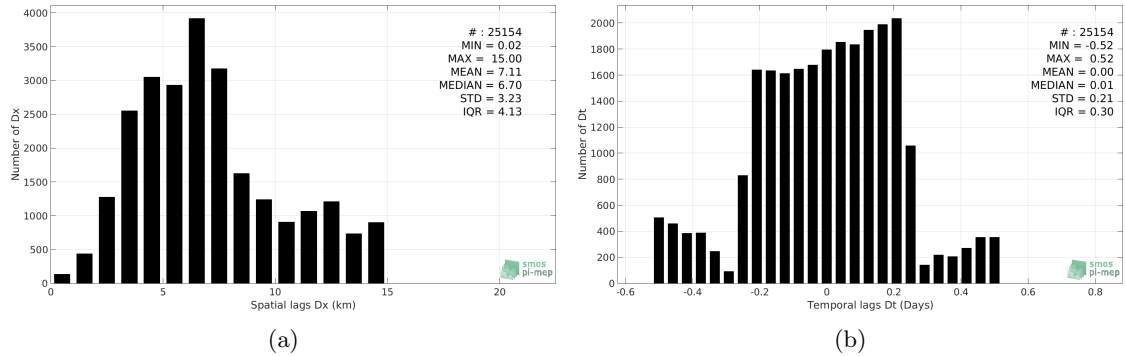 4000
3500
3000
2500
2000
1500
1000
500
0
Number of Dx
# : 25154
MIN = 0.02
MAX = 15.00
MEAN = 7.11
MEDIAN = 6.70
STD = 3.23
IQR = 4.13
smos
pi-mep
0 5 10 15 20
Spatial lags Dx (km)
(a)
2000
1800
1600
1400
1200
1000
800
600
400
200
0
Number of Dt
# : 25154
MIN = -0.52
MAX = 0.52
MEAN = 0.00
MEDIAN = 0.01
STD = 0.21
IQR = 0.30
smos
pi-mep
-0.6 -0.4 -0.2 0 0.2 0.4 0.6 0.8
Temporal lags Dt (Days)
(b)